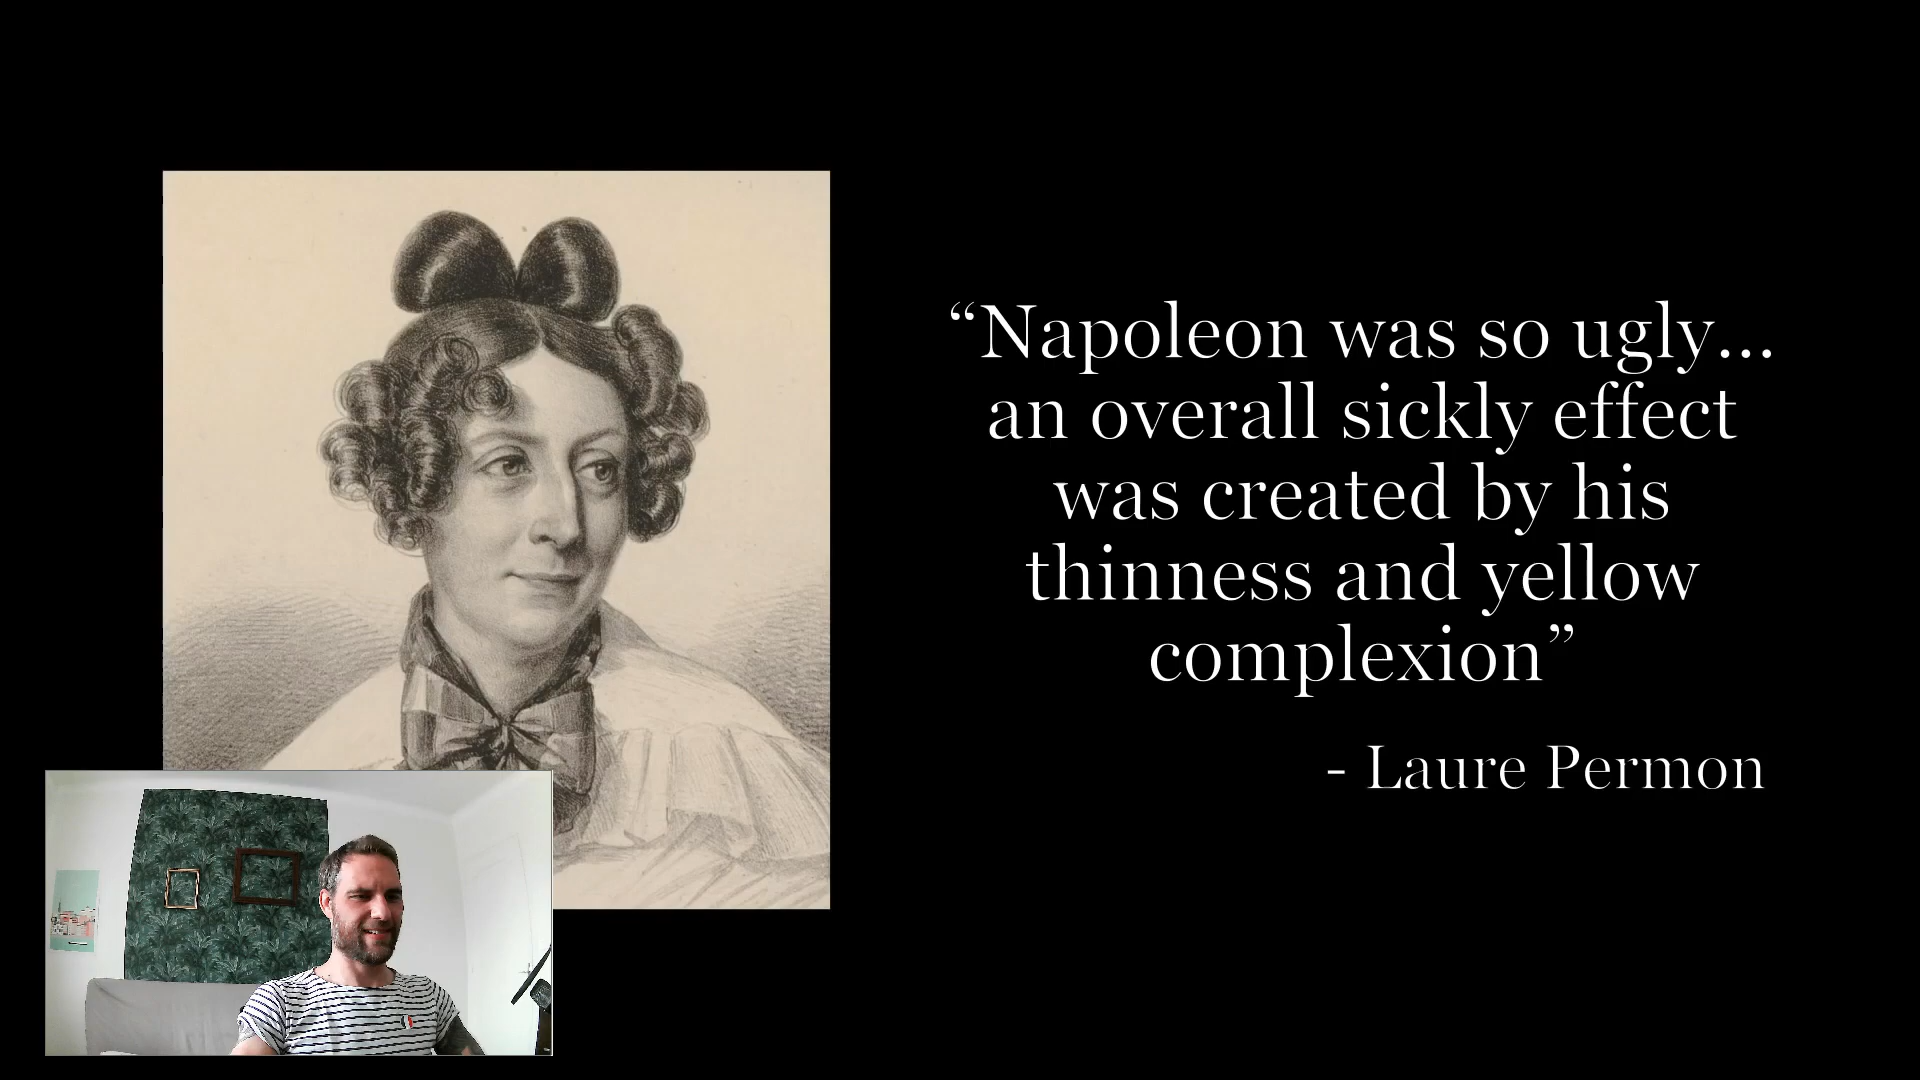 “Napoleon was so ugly...
an overall sickly effect
was created by his
thinness and yellow
complexion”
- Laure Permon